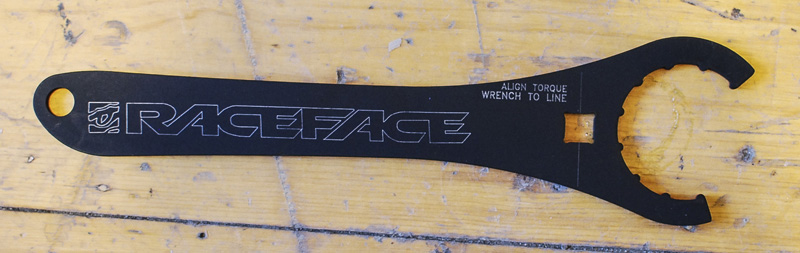 RACEFACE
ALIGN TORQUE
WRENCH TO LINE